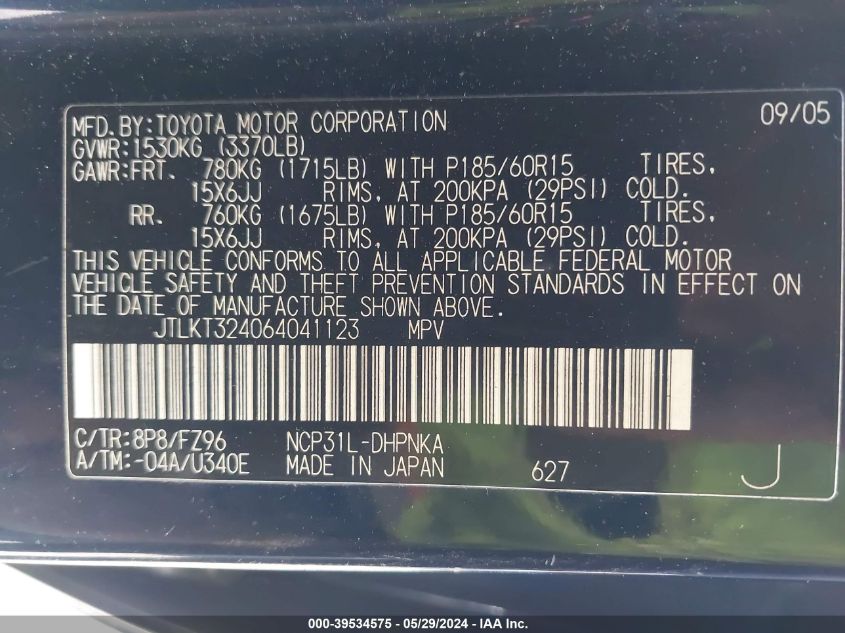 MFD.BY:TOYOTA MOTOR CORPORATION 09/05
GVWR:1530KG (3370LB)
GAWR:FRT. 780KG (1715LB) WITH P185/60R15 TIRES,
15X6JJ RIMS, AT 200KPA (29PSI) COLD.
RR. 760KG (1675LB) WITH P185/60R15 TIRES,
15X6JJ RIMS, AT 200KPA (29PSI) COLD.
THIS VEHICLE CONFORMS TO ALL APPLICABLE FEDERAL MOTOR
VEHICLE SAFETY AND THEFT PREVENTION STANDARDS IN EFFECT ON
THE DATE OF MANUFACTURE SHOWN ABOVE.
JTLKT324064041123 MPV
C/TR:8P8/FZ96 NCP31L-DHPNKA
A/TM:-04A/U340E MADE IN JAPAN 627 J
000-39534575 - 05/29/2024 - IAA Inc.